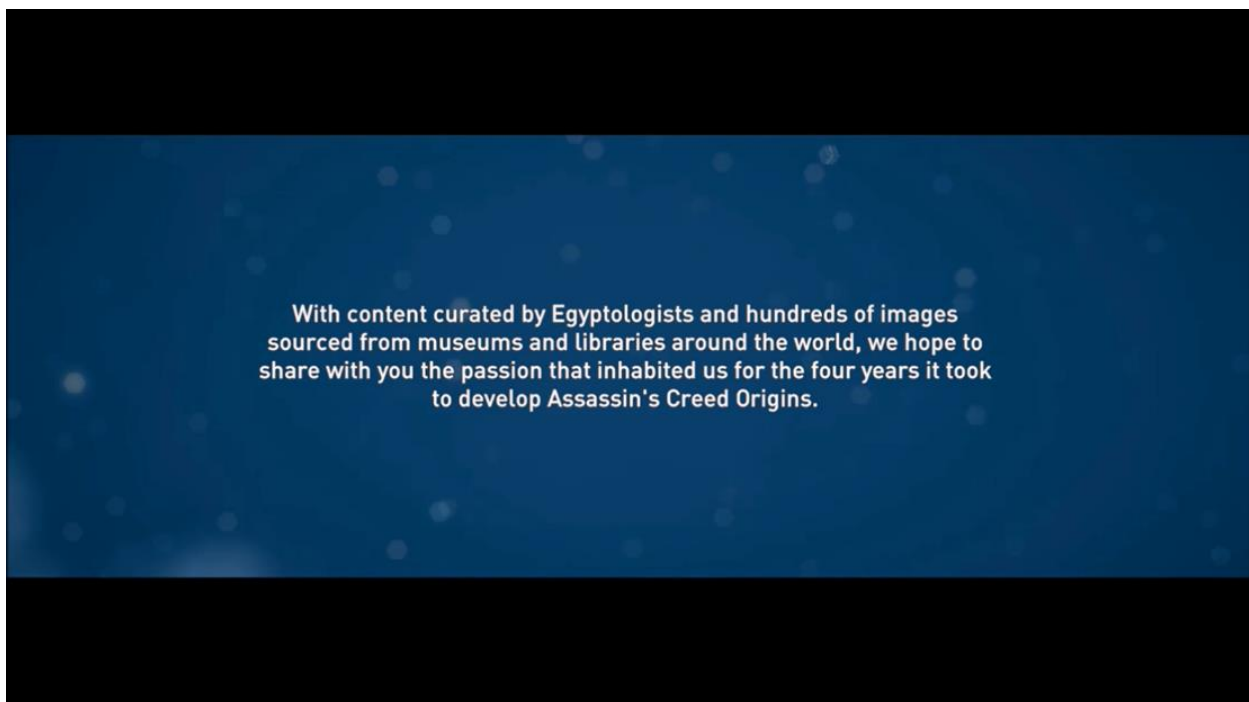 With content curated by Egyptologists and hundreds of images
sourced from museums and libraries around the world, we hope to
share with you the passion that inhabited us for the four years it took
to develop Assassin's Creed Origins.